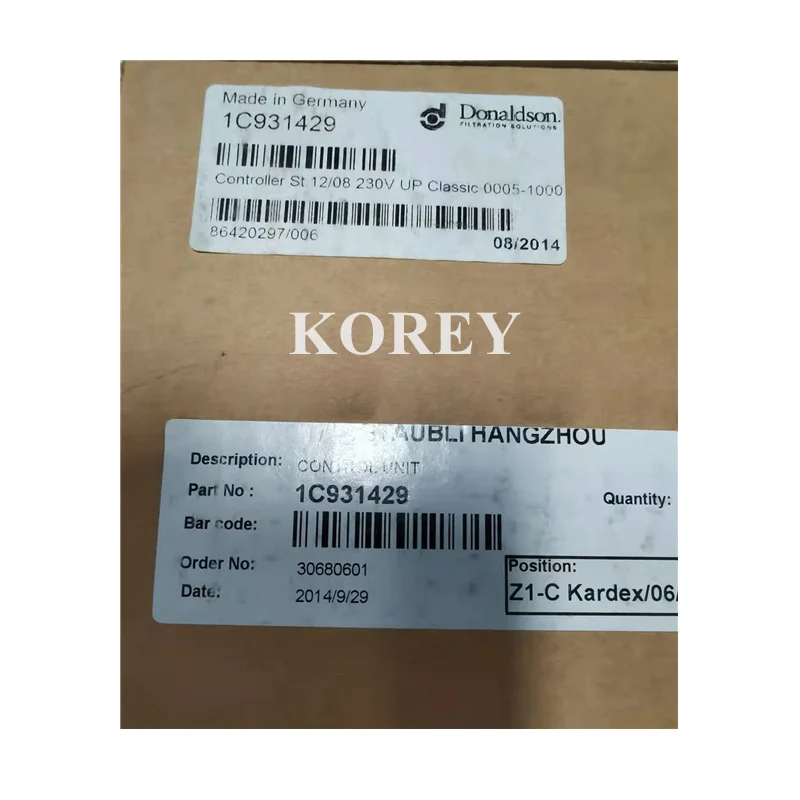 Made in Germany
1C931429
Donaldson.
FILTRATION SOLUTIONS
Controller St 12/08 230V UP Classic 0005-1000
86420297/006
08/2014
KOREY
HANGZHOU
Description: CONTROL UNIT
Part No : 1C931429
Quantity:
Bar code:
Order No: 30680601
Position:
Date: 2014/9/29
Z1-C Kardex/06/